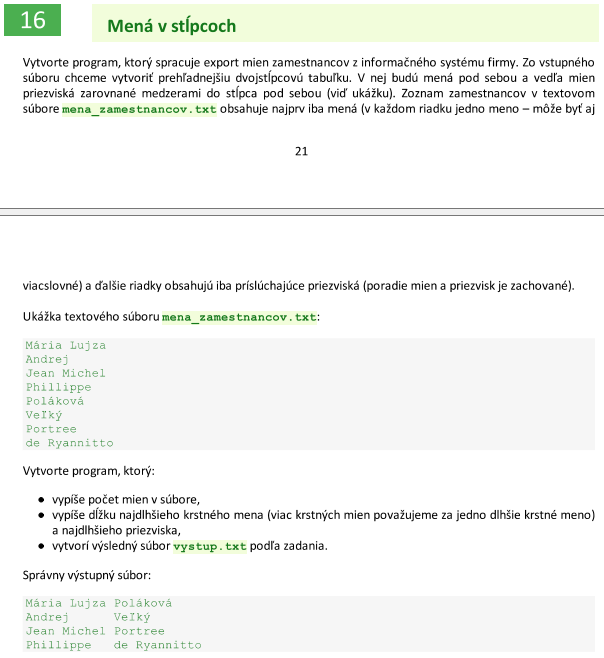 16
Mená v stĺpcoch
Vytvorte program, ktorý spracuje export mien zamestnancov z informačného systému firmy. Zo vstupného
súboru chceme vytvoriť prehľadnejšiu dvojstĺpcovú tabuľku. V nej budú mená pod sebou a vedľa mien
priezviská zarovnané medzerami do stĺpca pod sebou (viď ukážku). Zoznam zamestnancov v textovom
súbore mena_zamestnancov.txt obsahuje najprv iba mená (v každom riadku jedno meno – môže byť aj
21
viacslovné) a ďalšie riadky obsahujú iba prislúchajúce priezviská (poradie mien a priezvisk je zachované).
Ukážka textového súboru mena_zamestnancov.txt:
Mária Lujza
Andrej
Jean Michel
Phillippe
Poláková
Veľký
Portree
de Ryannitto
Vytvorte program, ktorý:
● vypíše počet mien v súbore,
● vypíše dĺžku najdlhšieho krstného mena (viac krstných mien považujeme za jedno dlhšie krstné meno)
a najdlhšieho priezviska,
● vytvorí výsledný súbor vystup.txt podľa zadania.
Správny výstupný súbor:
Mária Lujza Poláková
Andrej      Veľký
Jean Michel Portree
Phillippe   de Ryannitto